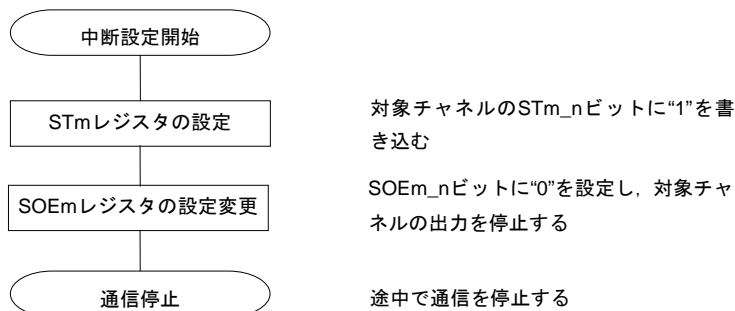 中断設定開始
STmレジスタの設定
対象チャネルのSTm_nビットに“1”を書
き込む
SOEmレジスタの設定変更
SOEm_nビットに“0”を設定し，対象チャ
ネルの出力を停止する
通信停止
途中で通信を停止する